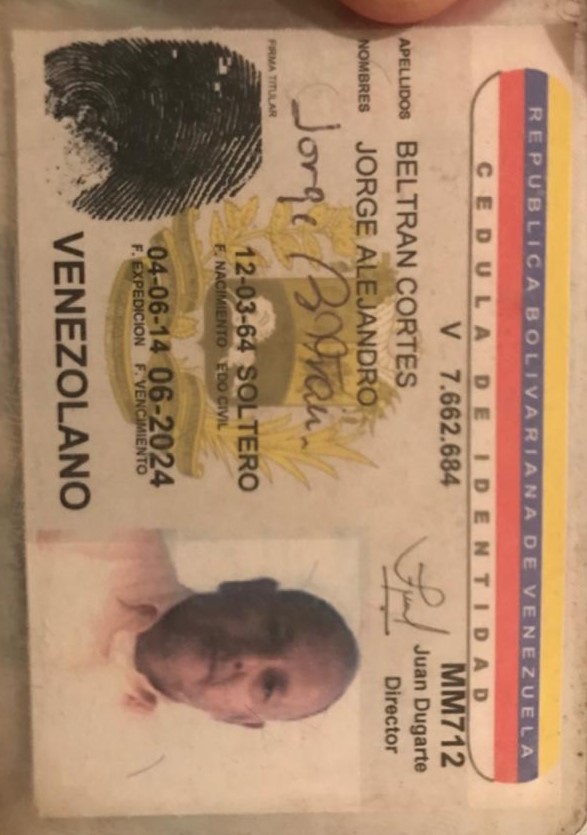 REPUBLICA BOLIVARIANA DE VENEZUELA
CEDULA DE IDENTIDAD
V 7.662.684
MM712
APELLIDOS BELTRAN CORTES
Juan Dugarte
Director
NOMBRES JORGE ALEJANDRO
Jorge Beltran
FIRMA TITULAR
12-03-64 SOLTERO
F. NACIMIENTO EDO CIVIL
04-06-14 06-2024
F. EXPEDICION F. VENCIMIENTO
VENEZOLANO